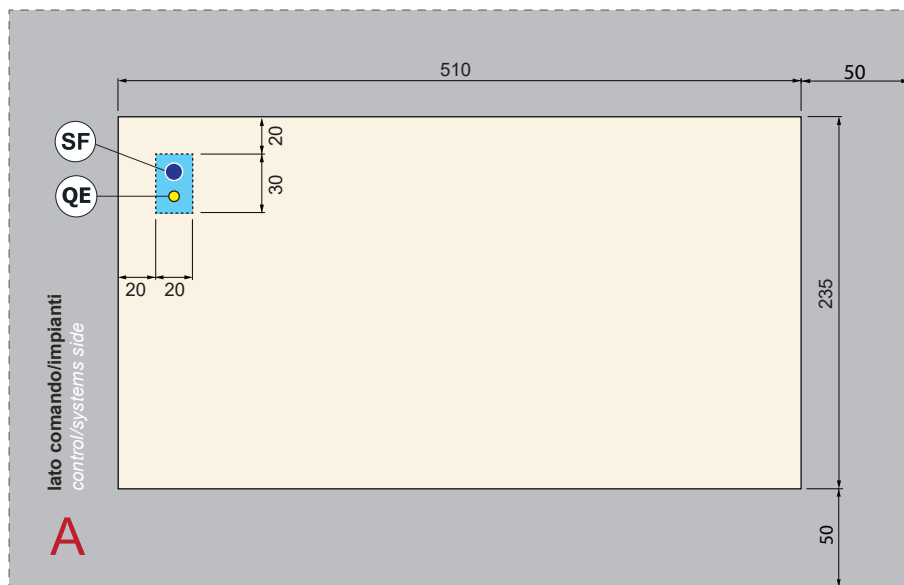 510
50
SF
20
QE
30
20 20
235
lato comando/impianti
control/systems side
A
50